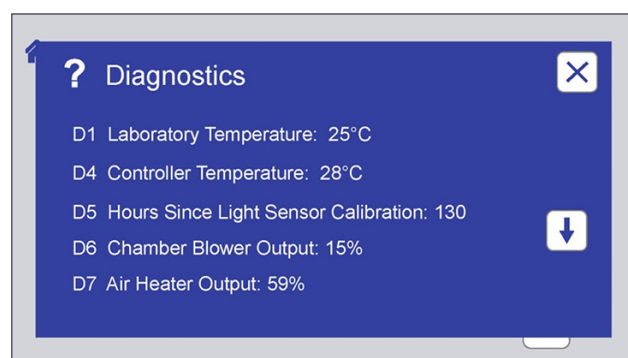 ? Diagnostics
D1 Laboratory Temperature: 25°C
D4 Controller Temperature: 28°C
D5 Hours Since Light Sensor Calibration: 130
D6 Chamber Blower Output: 15%
D7 Air Heater Output: 59%